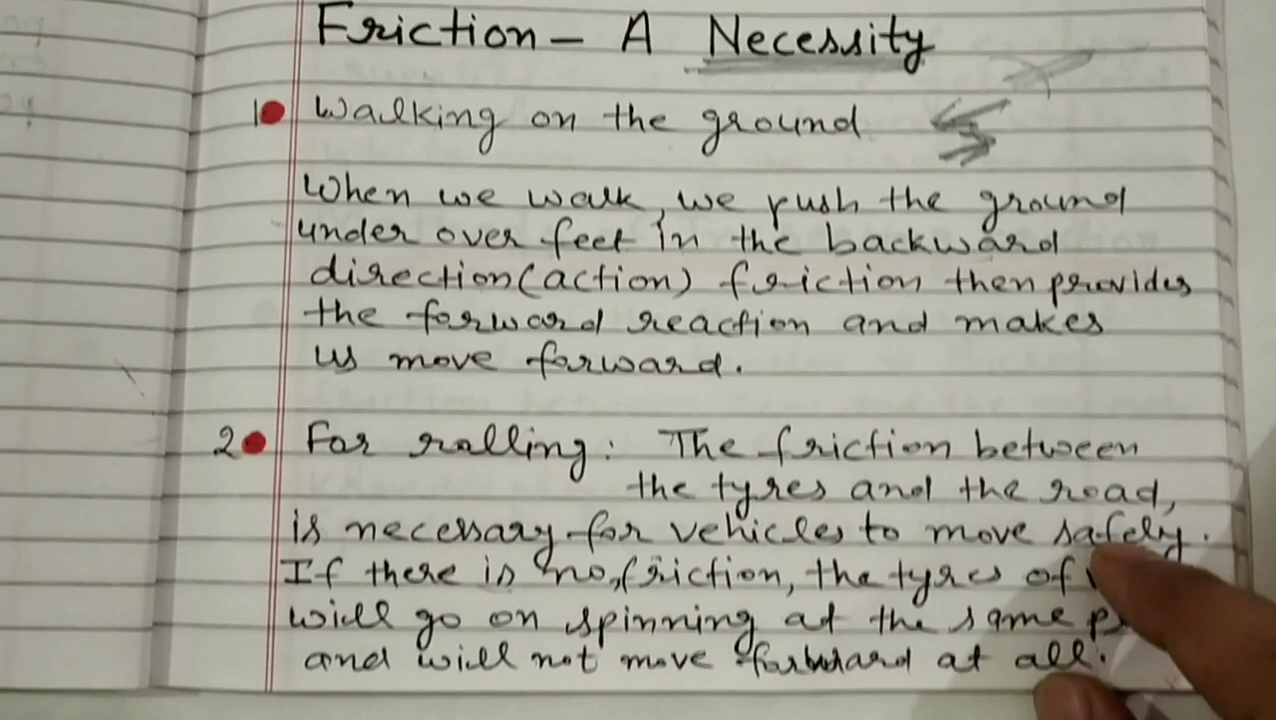 Friction - A Necessity
1 Walking on the ground
When we walk, we push the ground
under over feet in the backward
direction (action) friction then provides
the forward reaction and makes
us move forward.
2 For rolling: The friction between
the tyres and the road,
is necessary for vehicles to move safely.
If there is no friction, the tyres of
will go on spinning at the same
and will not move forward at all.